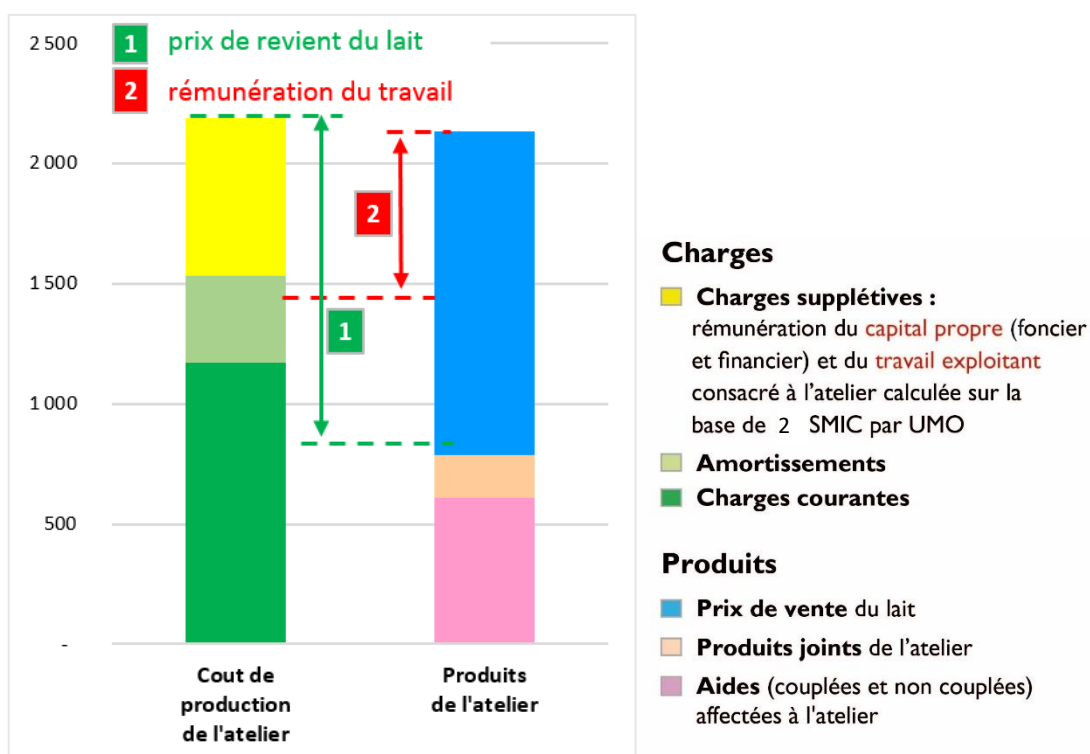 2 500
1 prix de revient du lait
2 rémunération du travail
2 000
2
1 500
1
1 000
500
-
Cout de
production
de l'atelier
Produits
de l'atelier
Charges
Charges supplétives :
rémunération du capital propre (foncier
et financier) et du travail exploitant
consacré à l'atelier calculée sur la
base de 2 SMIC par UMO
Amortissements
Charges courantes
Produits
Prix de vente du lait
Produits joints de l'atelier
Aides (couplées et non couplées)
affectées à l'atelier